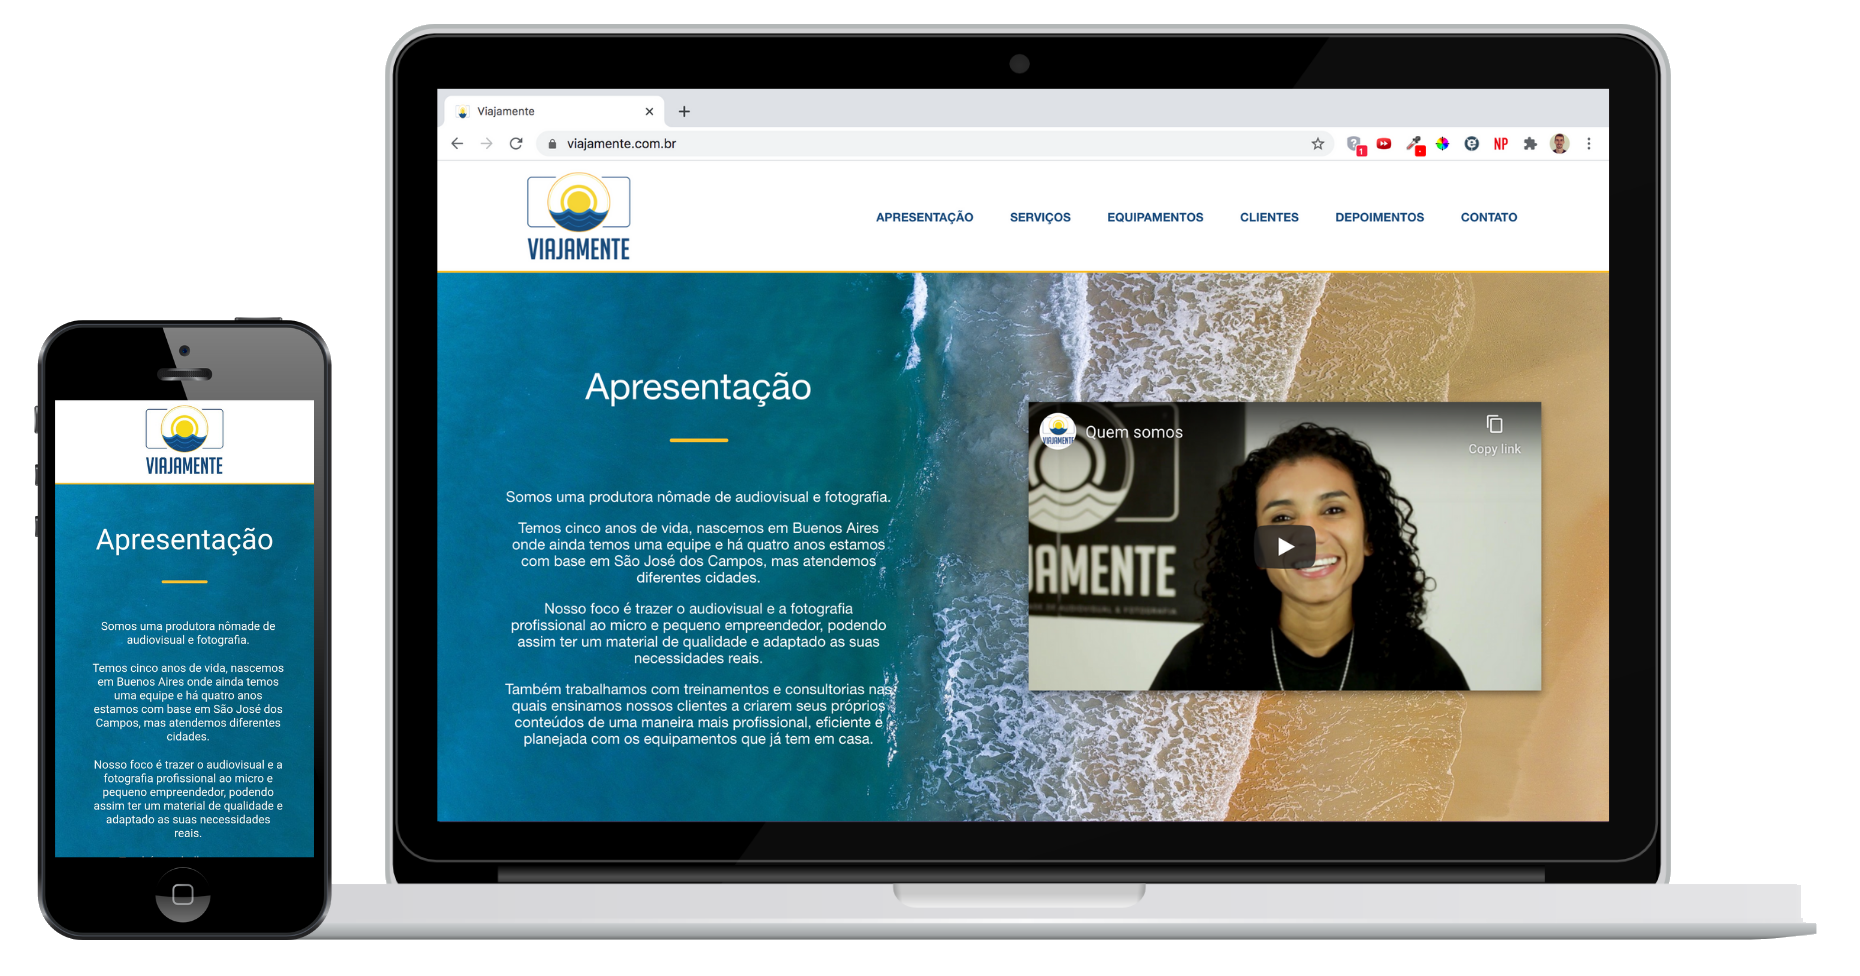 Viajamente
viajamente.com.br
1
NP
VIAJAMENTE
APRESENTAÇÃO
SERVIÇOS
EQUIPAMENTOS
CLIENTES
DEPOIMENTOS
CONTATO
Apresentação
Somos uma produtora nômade de audiovisual e fotografia.
Temos cinco anos de vida, nascemos em Buenos Aires
onde ainda temos uma equipe e há quatro anos estamos
com base em São José dos Campos, mas atendemos
diferentes cidades.
Nosso foco é trazer o audiovisual e a fotografia
profissional ao micro e pequeno empreendedor, podendo
assim ter um material de qualidade e adaptado as suas
necessidades reais.
Também trabalhamos com treinamentos e consultorias nas
quais ensinamos nossos clientes a criarem seus próprios
conteúdos de uma maneira mais profissional, eficiente e
planejada com os equipamentos que já tem em casa.
VIAJAMENTE
Quem somos
Copy link
JAMENTE
DE AUDIOVISUAL & FOTOGRAFIA
VIAJAMENTE
Apresentação
Somos uma produtora nômade de
audiovisual e fotografia.
Temos cinco anos de vida, nascemos
em Buenos Aires onde ainda temos
uma equipe e há quatro anos
estamos com base em São José dos
Campos, mas atendemos diferentes
cidades.
Nosso foco é trazer o audiovisual e a
fotografia profissional ao micro e
pequeno empreendedor, podendo
assim ter um material de qualidade e
adaptado as suas necessidades
reais.